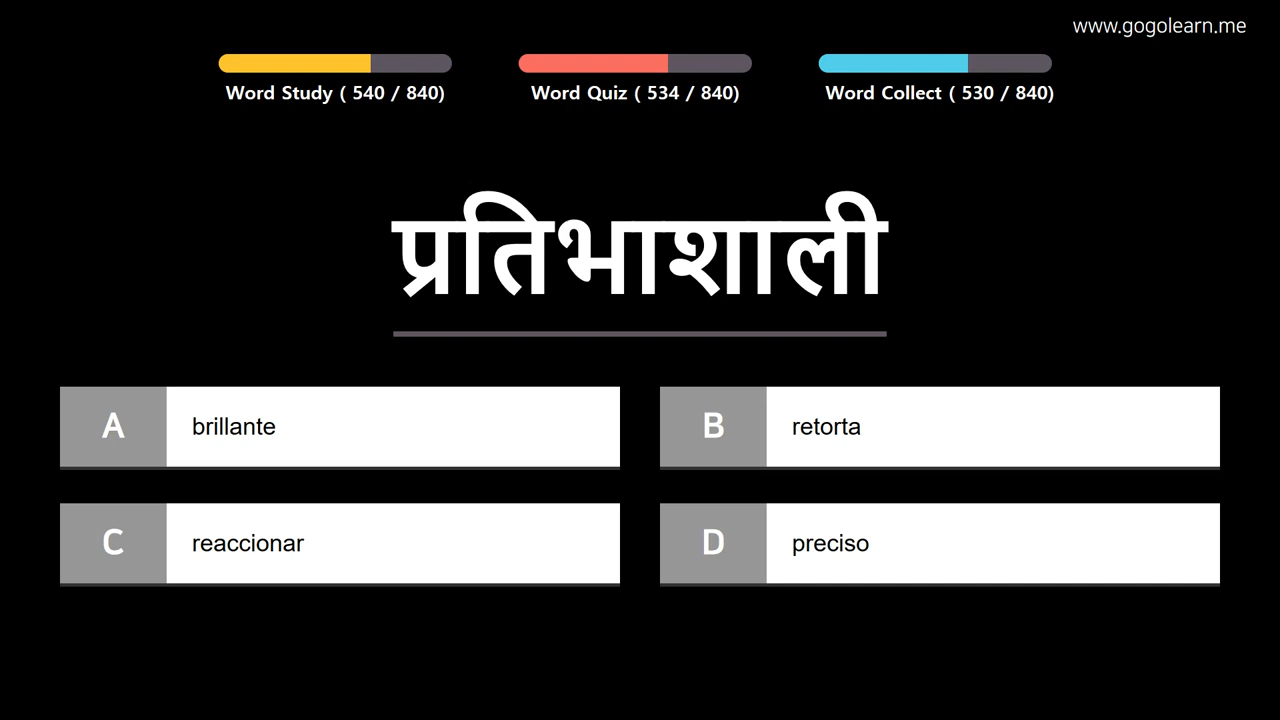 www.gogolearn.me
Word Study ( 540 / 840)
Word Quiz ( 534 / 840)
Word Collect ( 530 / 840)
प्रतिभाशाली
A brillante
B retorta
C reaccionar
D preciso